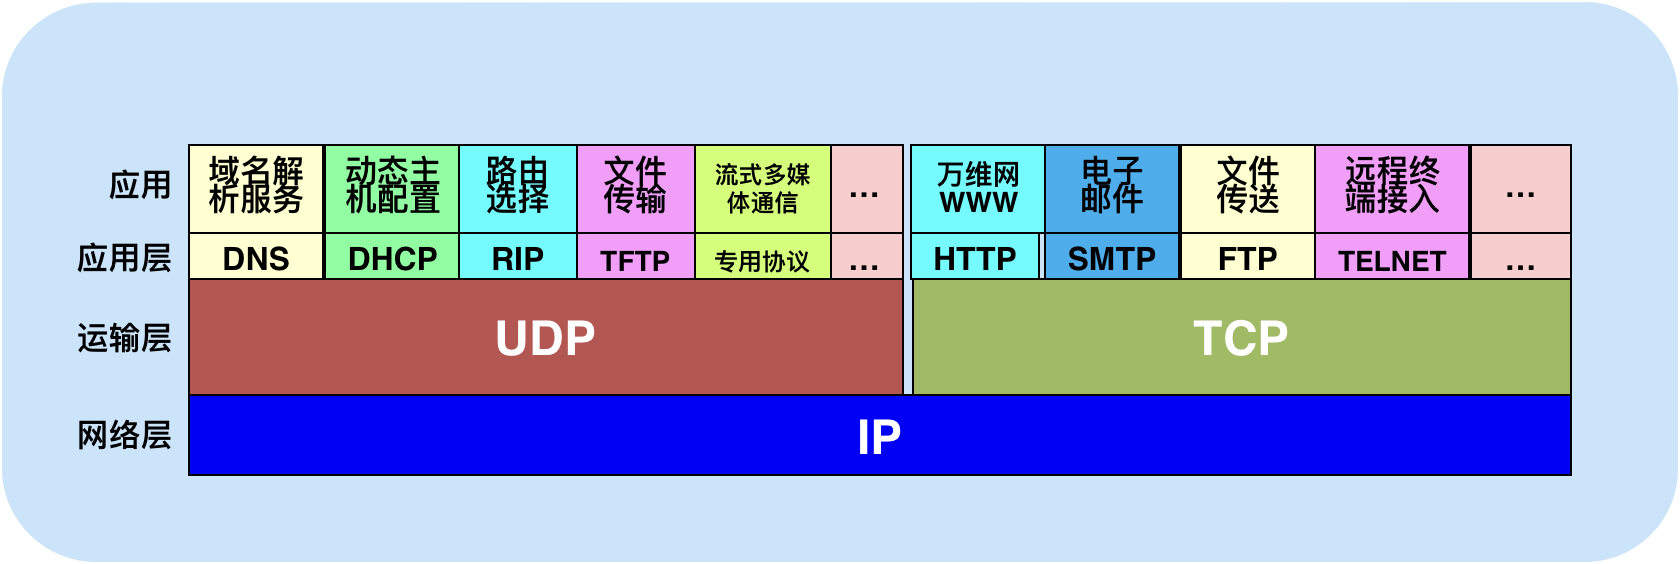 应用
域名解
析服务
动态主
机配置
路由
选择
文件
传输
流式多媒
体通信
...
万维网
WWW
电子
邮件
文件
传送
远程终
端接入
...
应用层
DNS
DHCP
RIP
TFTP
专用协议
...
HTTP
SMTP
FTP
TELNET
...
运输层
UDP
TCP
网络层
IP